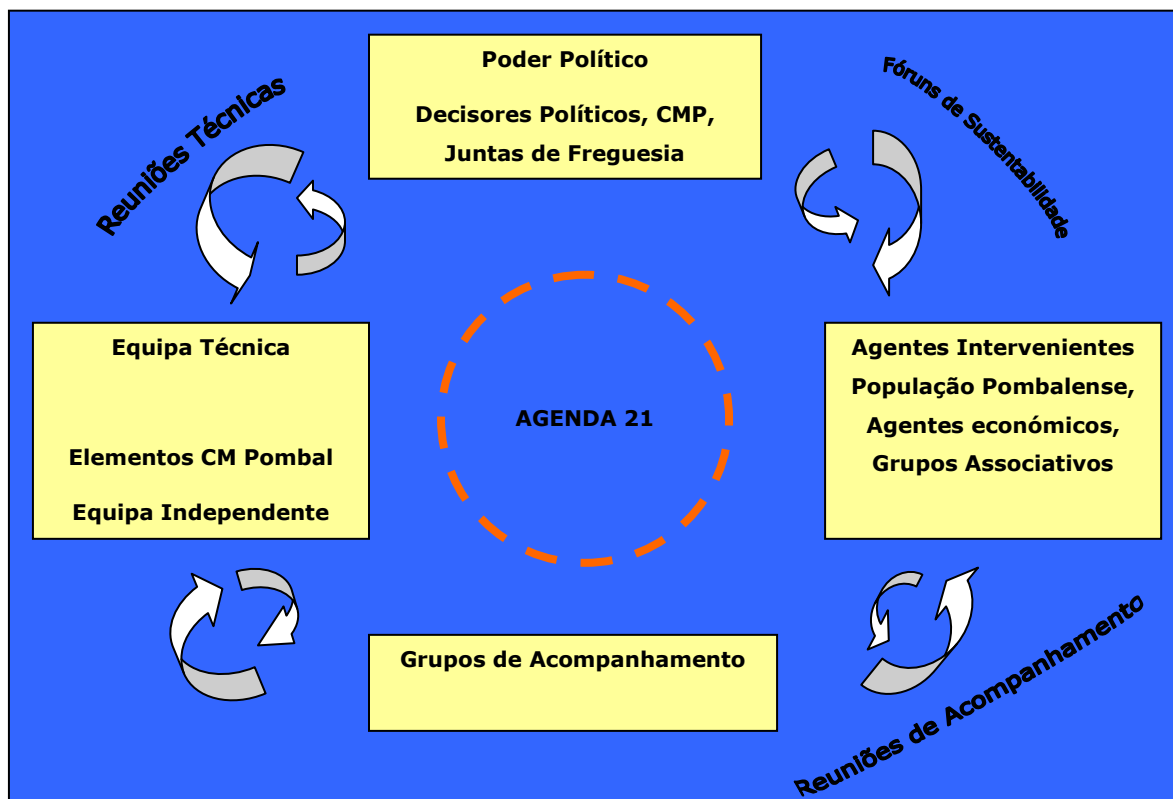 Poder Político
Decisores Políticos, CMP,
Juntas de Freguesia
Reuniões Técnicas
Fóruns de Sustentabilidade
Equipa Técnica
Elementos CM Pombal
Equipa Independente
AGENDA 21
Agentes Intervenientes
População Pombalense,
Agentes económicos,
Grupos Associativos
Grupos de Acompanhamento
Reuniões de Acompanhamento